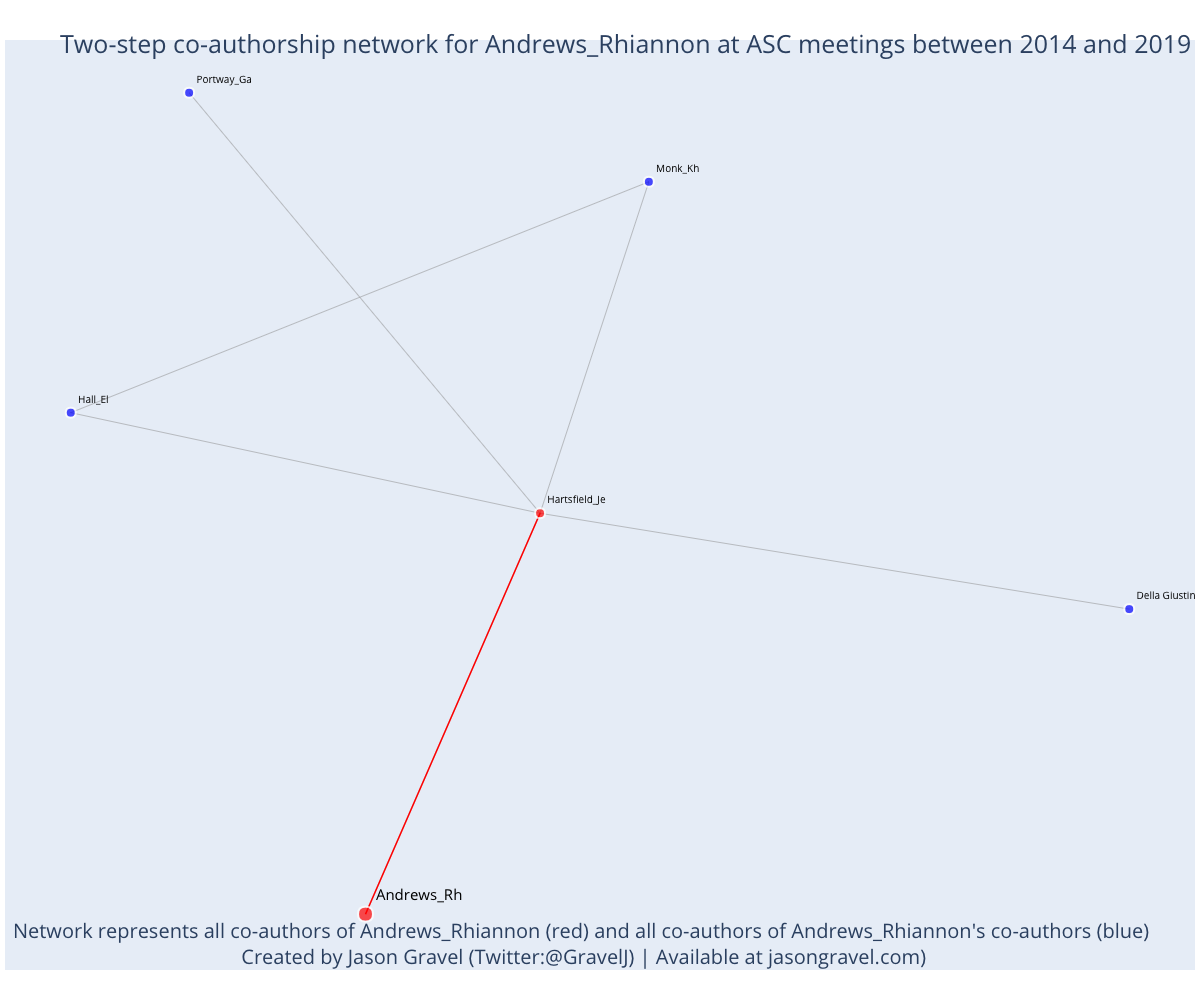 Two-step co-authorship network for Andrews_Rhiannon at ASC meetings between 2014 and 2019
Portway_Ga
Monk_Kh
Hall_El
Hartsfield_Je
Della Giustin
Andrews_Rh
Network represents all co-authors of Andrews_Rhiannon (red) and all co-authors of Andrews_Rhiannon's co-authors (blue)
Created by Jason Gravel (Twitter:@GravelJ) | Available at jasongravel.com)